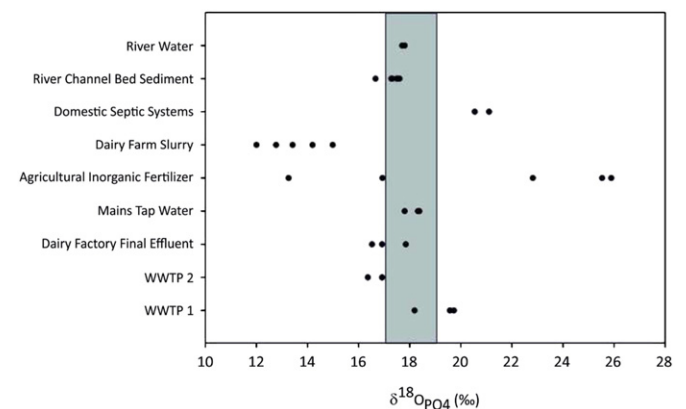 River Water
River Channel Bed Sediment
Domestic Septic Systems
Dairy Farm Slurry
Agricultural Inorganic Fertilizer
Mains Tap Water
Dairy Factory Final Effluent
WWTP 2
WWTP 1
10 12 14 16 18 20 22 24 26 28
δ¹⁸O_PO4 (‰)